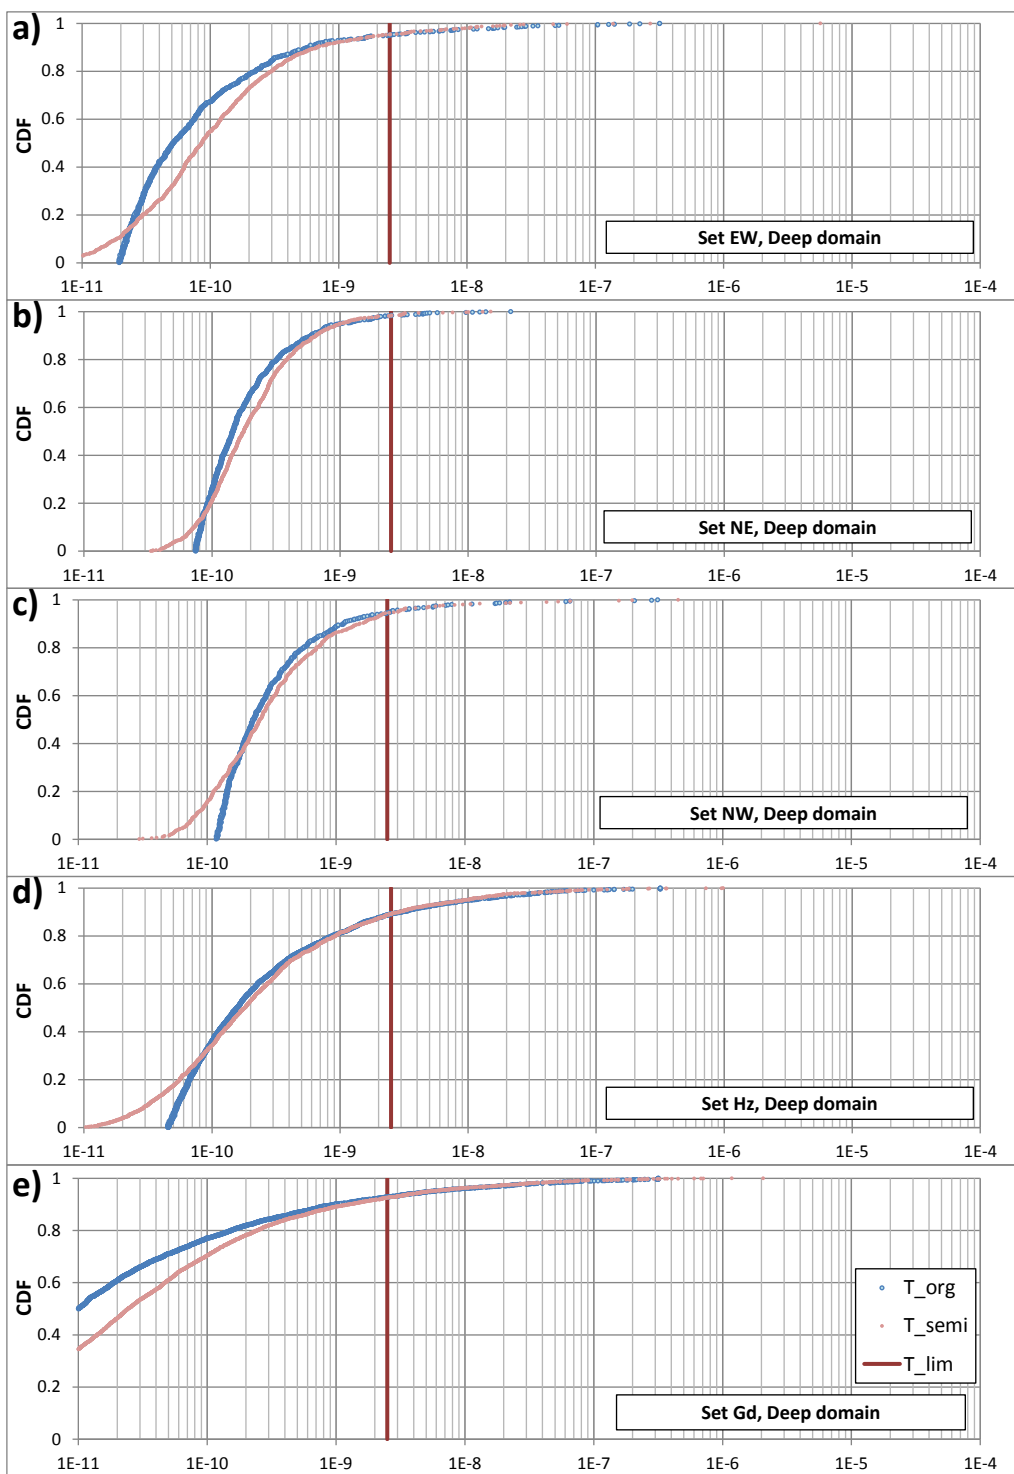 a)
1
0.8
0.6
0.4
0.2
0
CDF
Set EW, Deep domain
1E-11 1E-10 1E-9 1E-8 1E-7 1E-6 1E-5 1E-4
b)
1
0.8
0.6
0.4
0.2
0
CDF
Set NE, Deep domain
1E-11 1E-10 1E-9 1E-8 1E-7 1E-6 1E-5 1E-4
c)
1
0.8
0.6
0.4
0.2
0
CDF
Set NW, Deep domain
1E-11 1E-10 1E-9 1E-8 1E-7 1E-6 1E-5 1E-4
d)
1
0.8
0.6
0.4
0.2
0
CDF
Set Hz, Deep domain
1E-11 1E-10 1E-9 1E-8 1E-7 1E-6 1E-5 1E-4
e)
1
0.8
0.6
0.4
0.2
0
CDF
T_org
T_semi
T_lim
Set Gd, Deep domain
1E-11 1E-10 1E-9 1E-8 1E-7 1E-6 1E-5 1E-4